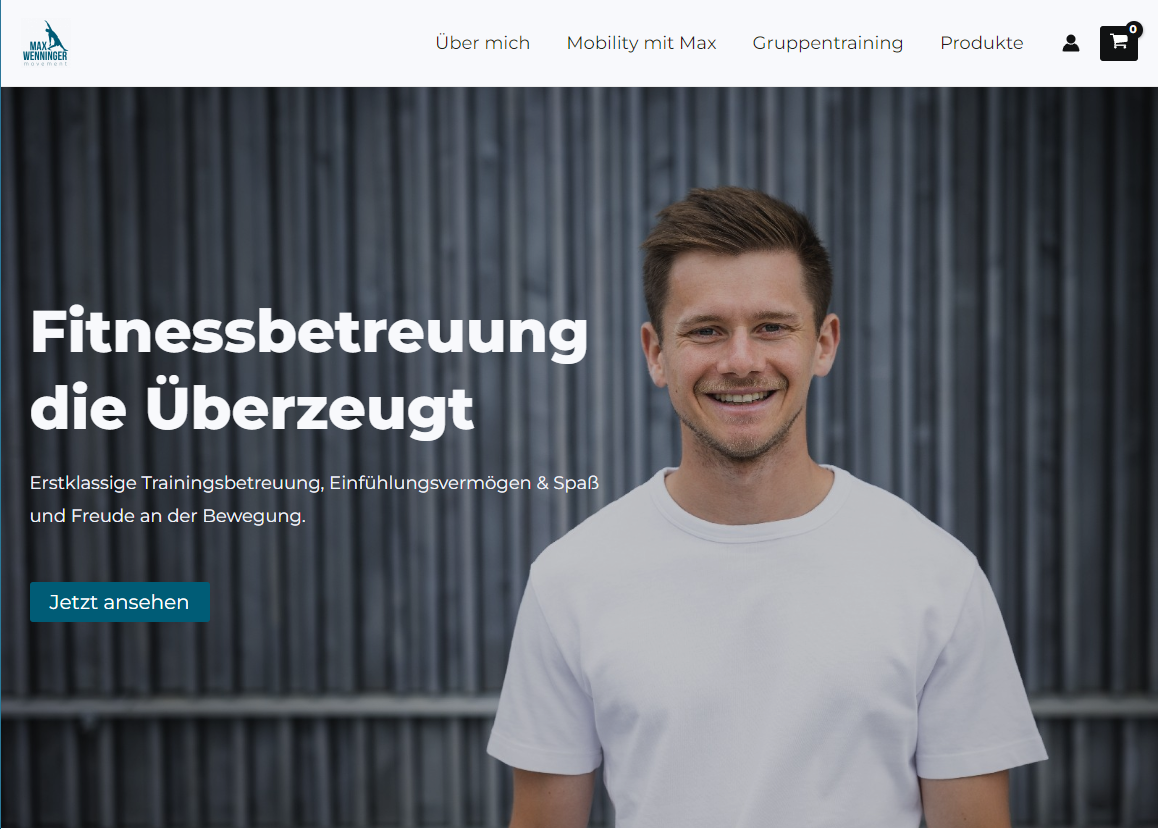 MAX
WENNINGER
movement
Über mich
Mobility mit Max
Gruppentraining
Produkte
0
Fitnessbetreuung
die Überzeugt
Erstklassige Trainingsbetreuung, Einfühlungsvermögen & Spaß
und Freude an der Bewegung.
Jetzt ansehen